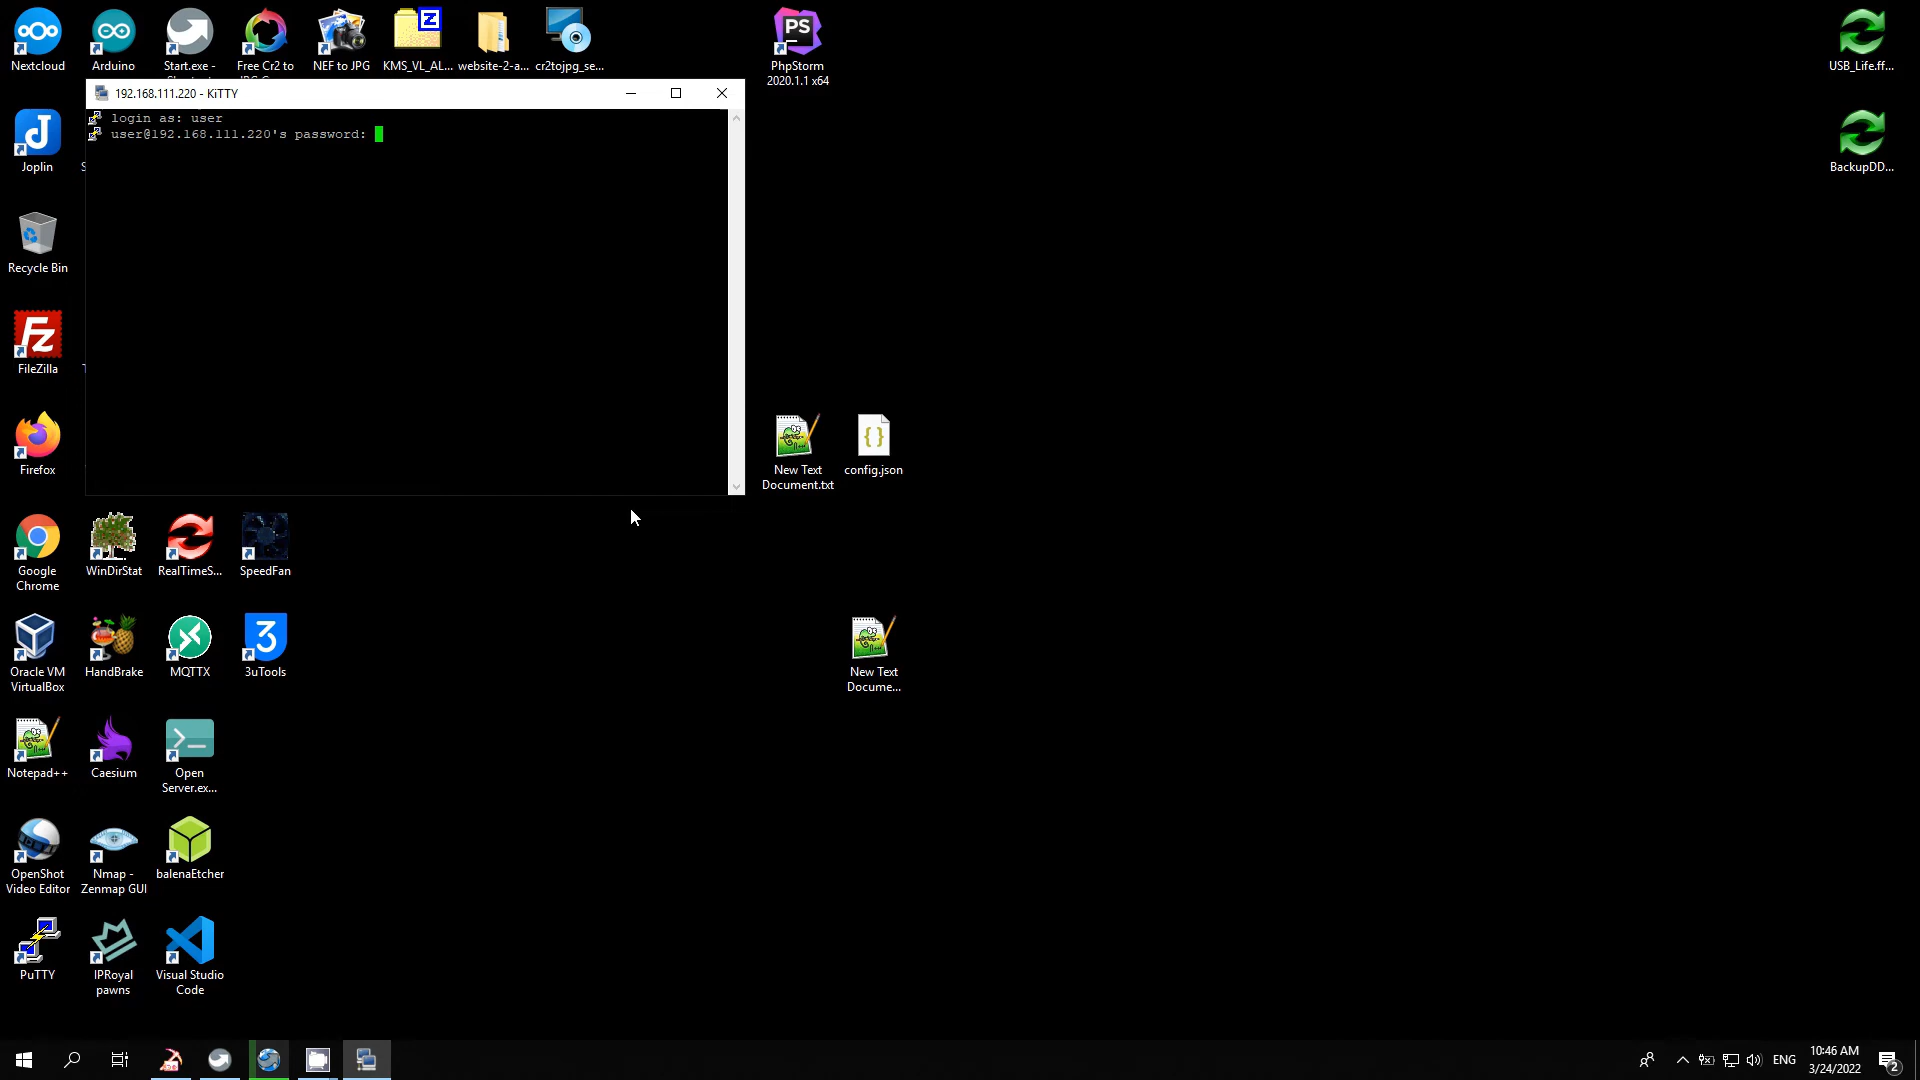 Nextcloud
Arduino
Start.exe -
Free Cr2 to
NEF to JPG
KMS_VL_AL...
website-2-a...
cr2tojpg_se...
PhpStorm
2020.1.1 x64
USB_Life.ff...
192.168.111.220 - KiTTY
login as: user
user@192.168.111.220's password:
Joplin
BackupDD...
Recycle Bin
FileZilla
Firefox
New Text
Document.txt
config.json
Google
Chrome
WinDirStat
RealTimeS...
SpeedFan
Oracle VM
VirtualBox
HandBrake
MQTTX
3uTools
New Text
Docume...
Notepad++
Caesium
Open
Server.ex...
OpenShot
Video Editor
Nmap -
Zenmap GUI
balenaEtcher
PuTTY
IPRoyal
pawns
Visual Studio
Code
ENG
10:46 AM
3/24/2022
2